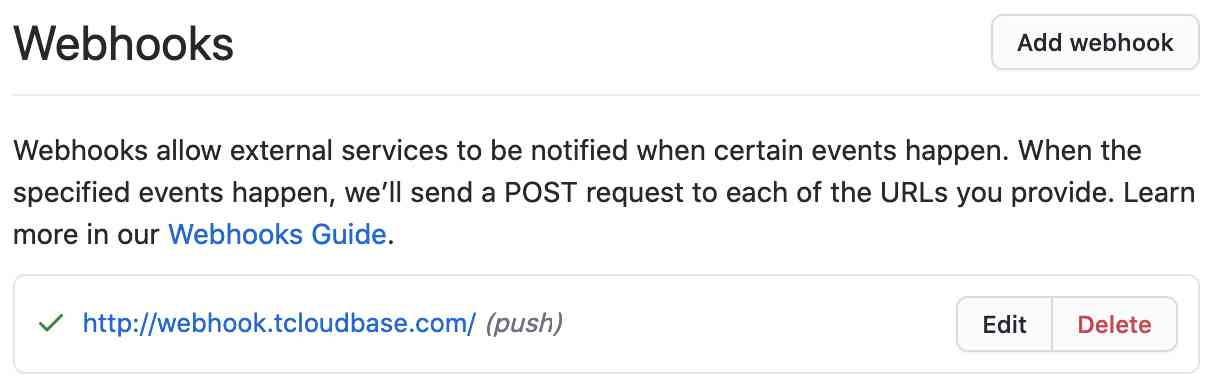 Webhooks
Add webhook
Webhooks allow external services to be notified when certain events happen. When the
specified events happen, we’ll send a POST request to each of the URLs you provide. Learn
more in our Webhooks Guide.
http://webhook.tcloudbase.com/ (push)
Edit
Delete